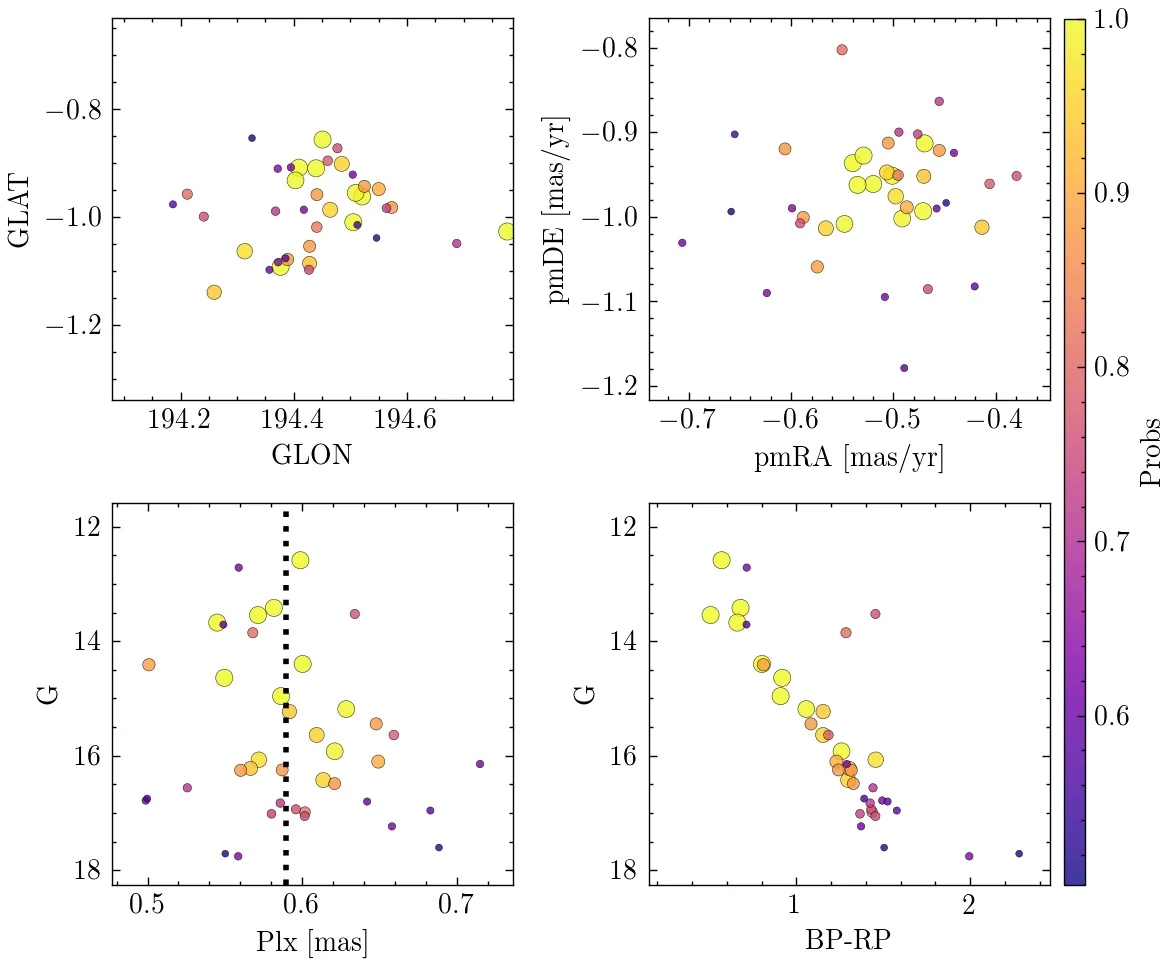 −0.8
−1.0
−1.2
GLAT
194.2 194.4 194.6
GLON
−0.8
−0.9
−1.0
−1.1
−1.2
pmDE [mas/yr]
−0.7 −0.6 −0.5 −0.4
pmRA [mas/yr]
12
14
16
18
G
0.5 0.6 0.7
Plx [mas]
12
14
16
18
G
1 2
BP-RP
1.0
0.9
0.8
0.7
0.6
Probs